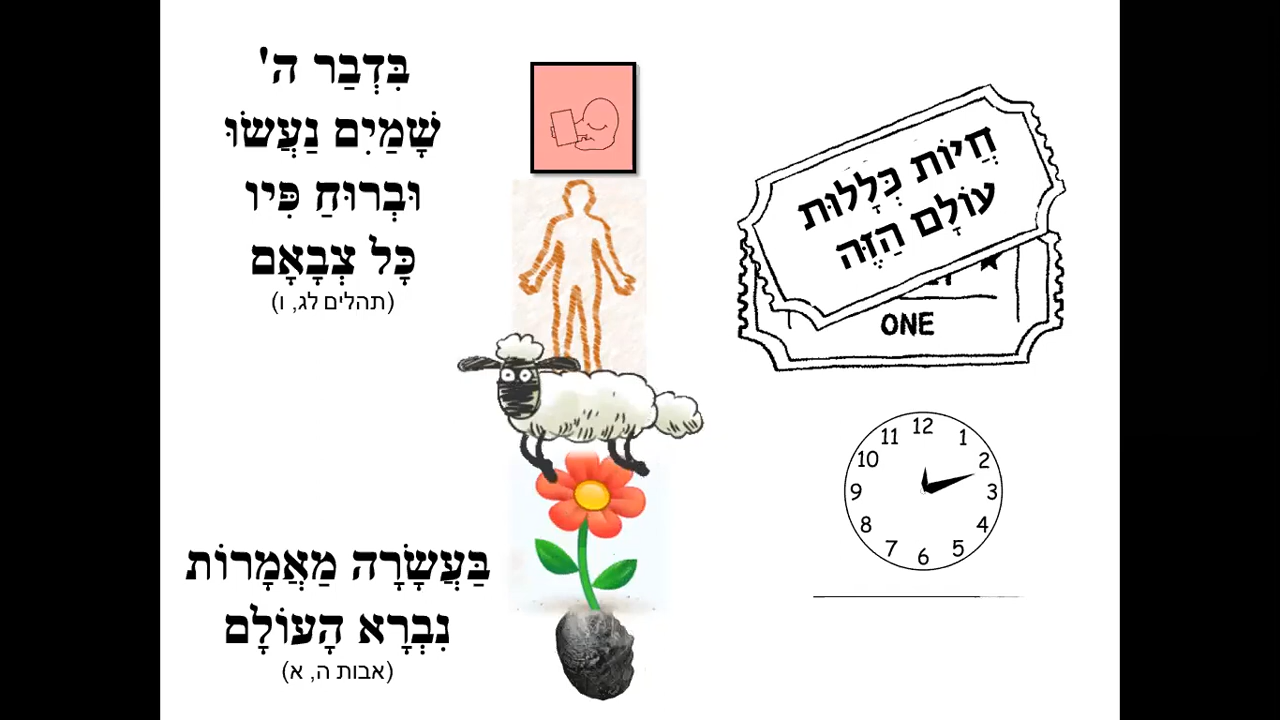 בִּדְבַר ה'
שָׁמַיִם נַעֲשׂוּ
וּבְרוּחַ פִּיו
כָּל צְבָאָם
(תהלים לג, ו)
בַּעֲשָׂרָה מַאֲמָרוֹת
נִבְרָא הָעוֹלָם
(אבות ה, א)
חֲיוֹת כְּלָלוּת
עוֹלָם הַזֶּה
ONE
12
11 1
10 2
9 3
8 4
7 5
6